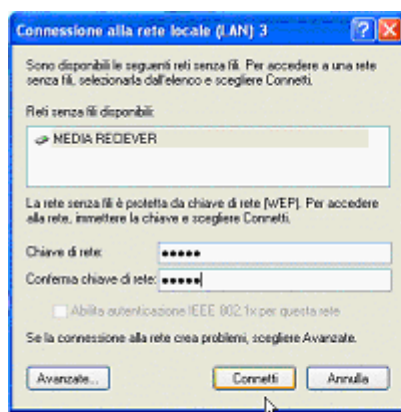 Connessione alla rete locale (LAN) 3
Sono disponibili le seguenti reti senza fili. Per accedere a una rete
senza fili, selezionarla dall'elenco e scegliere Connetti.
Reti senza fili disponibili:
MEDIA RECIEVER
La rete senza fili è protetta da chiave di rete (WEP). Per accedere
alla rete, immettere la chiave e scegliere Connetti.
Chiave di rete: •••••
Conferma chiave di rete: •••••
Abilita autenticazione IEEE 802.1x per questa rete
Se la connessione alla rete crea problemi, scegliere Avanzate.
Avanzate... Connetti Annulla